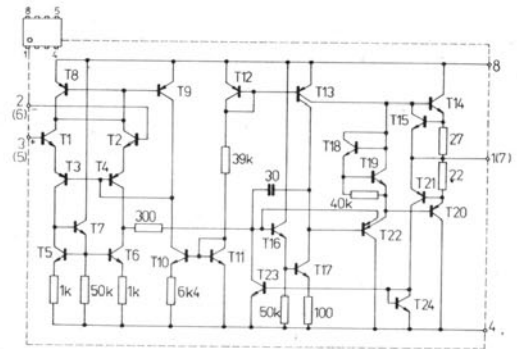 8 5
1 4
T8
T9
T12
T13
T14
8
2
(6)
−
3
(5)
+
T1
T2
T15
27
T3
T4
39k
30
T18
T19
1(7)
22
T21
T20
40k
T7
300
T16
T22
T5
T6
T10
T11
T23
T17
T24
1k
50k
1k
6k4
50k
100
4